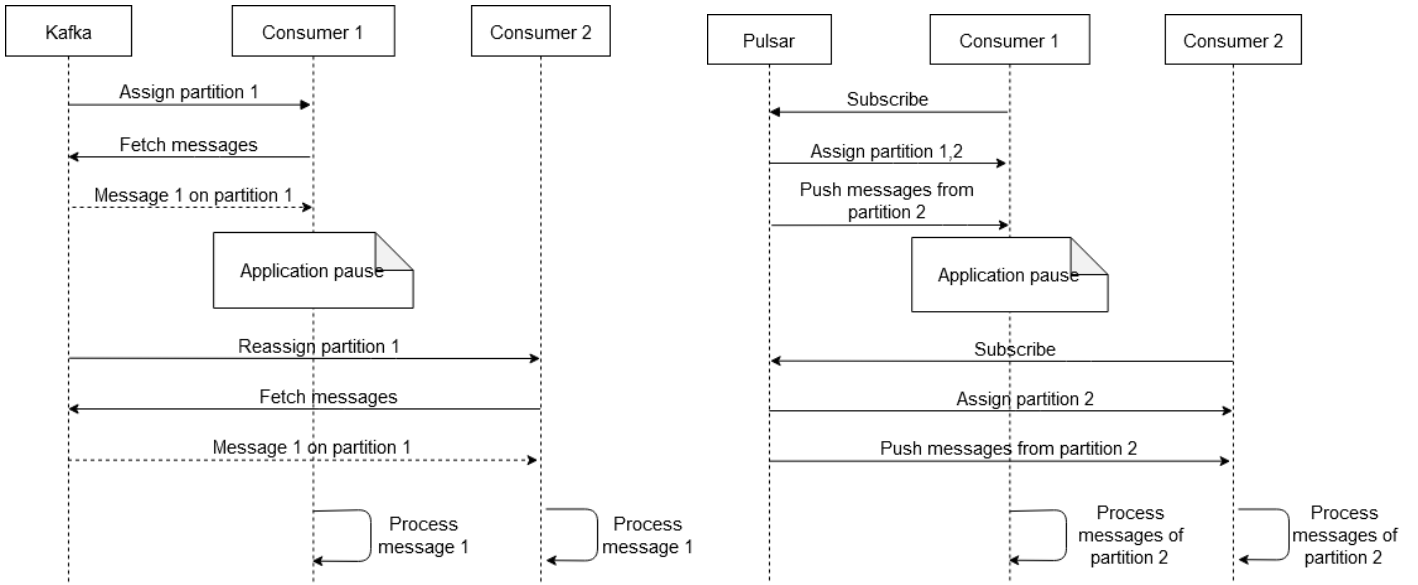 Kafka
Consumer 1
Consumer 2
Assign partition 1
Fetch messages
Message 1 on partition 1
Application pause
Reassign partition 1
Fetch messages
Message 1 on partition 1
Process
message 1
Process
message 1
Pulsar
Consumer 1
Consumer 2
Subscribe
Assign partition 1,2
Push messages from
partition 2
Application pause
Subscribe
Assign partition 2
Push messages from partition 2
Process
messages of
partition 2
Process
messages of
partition 2